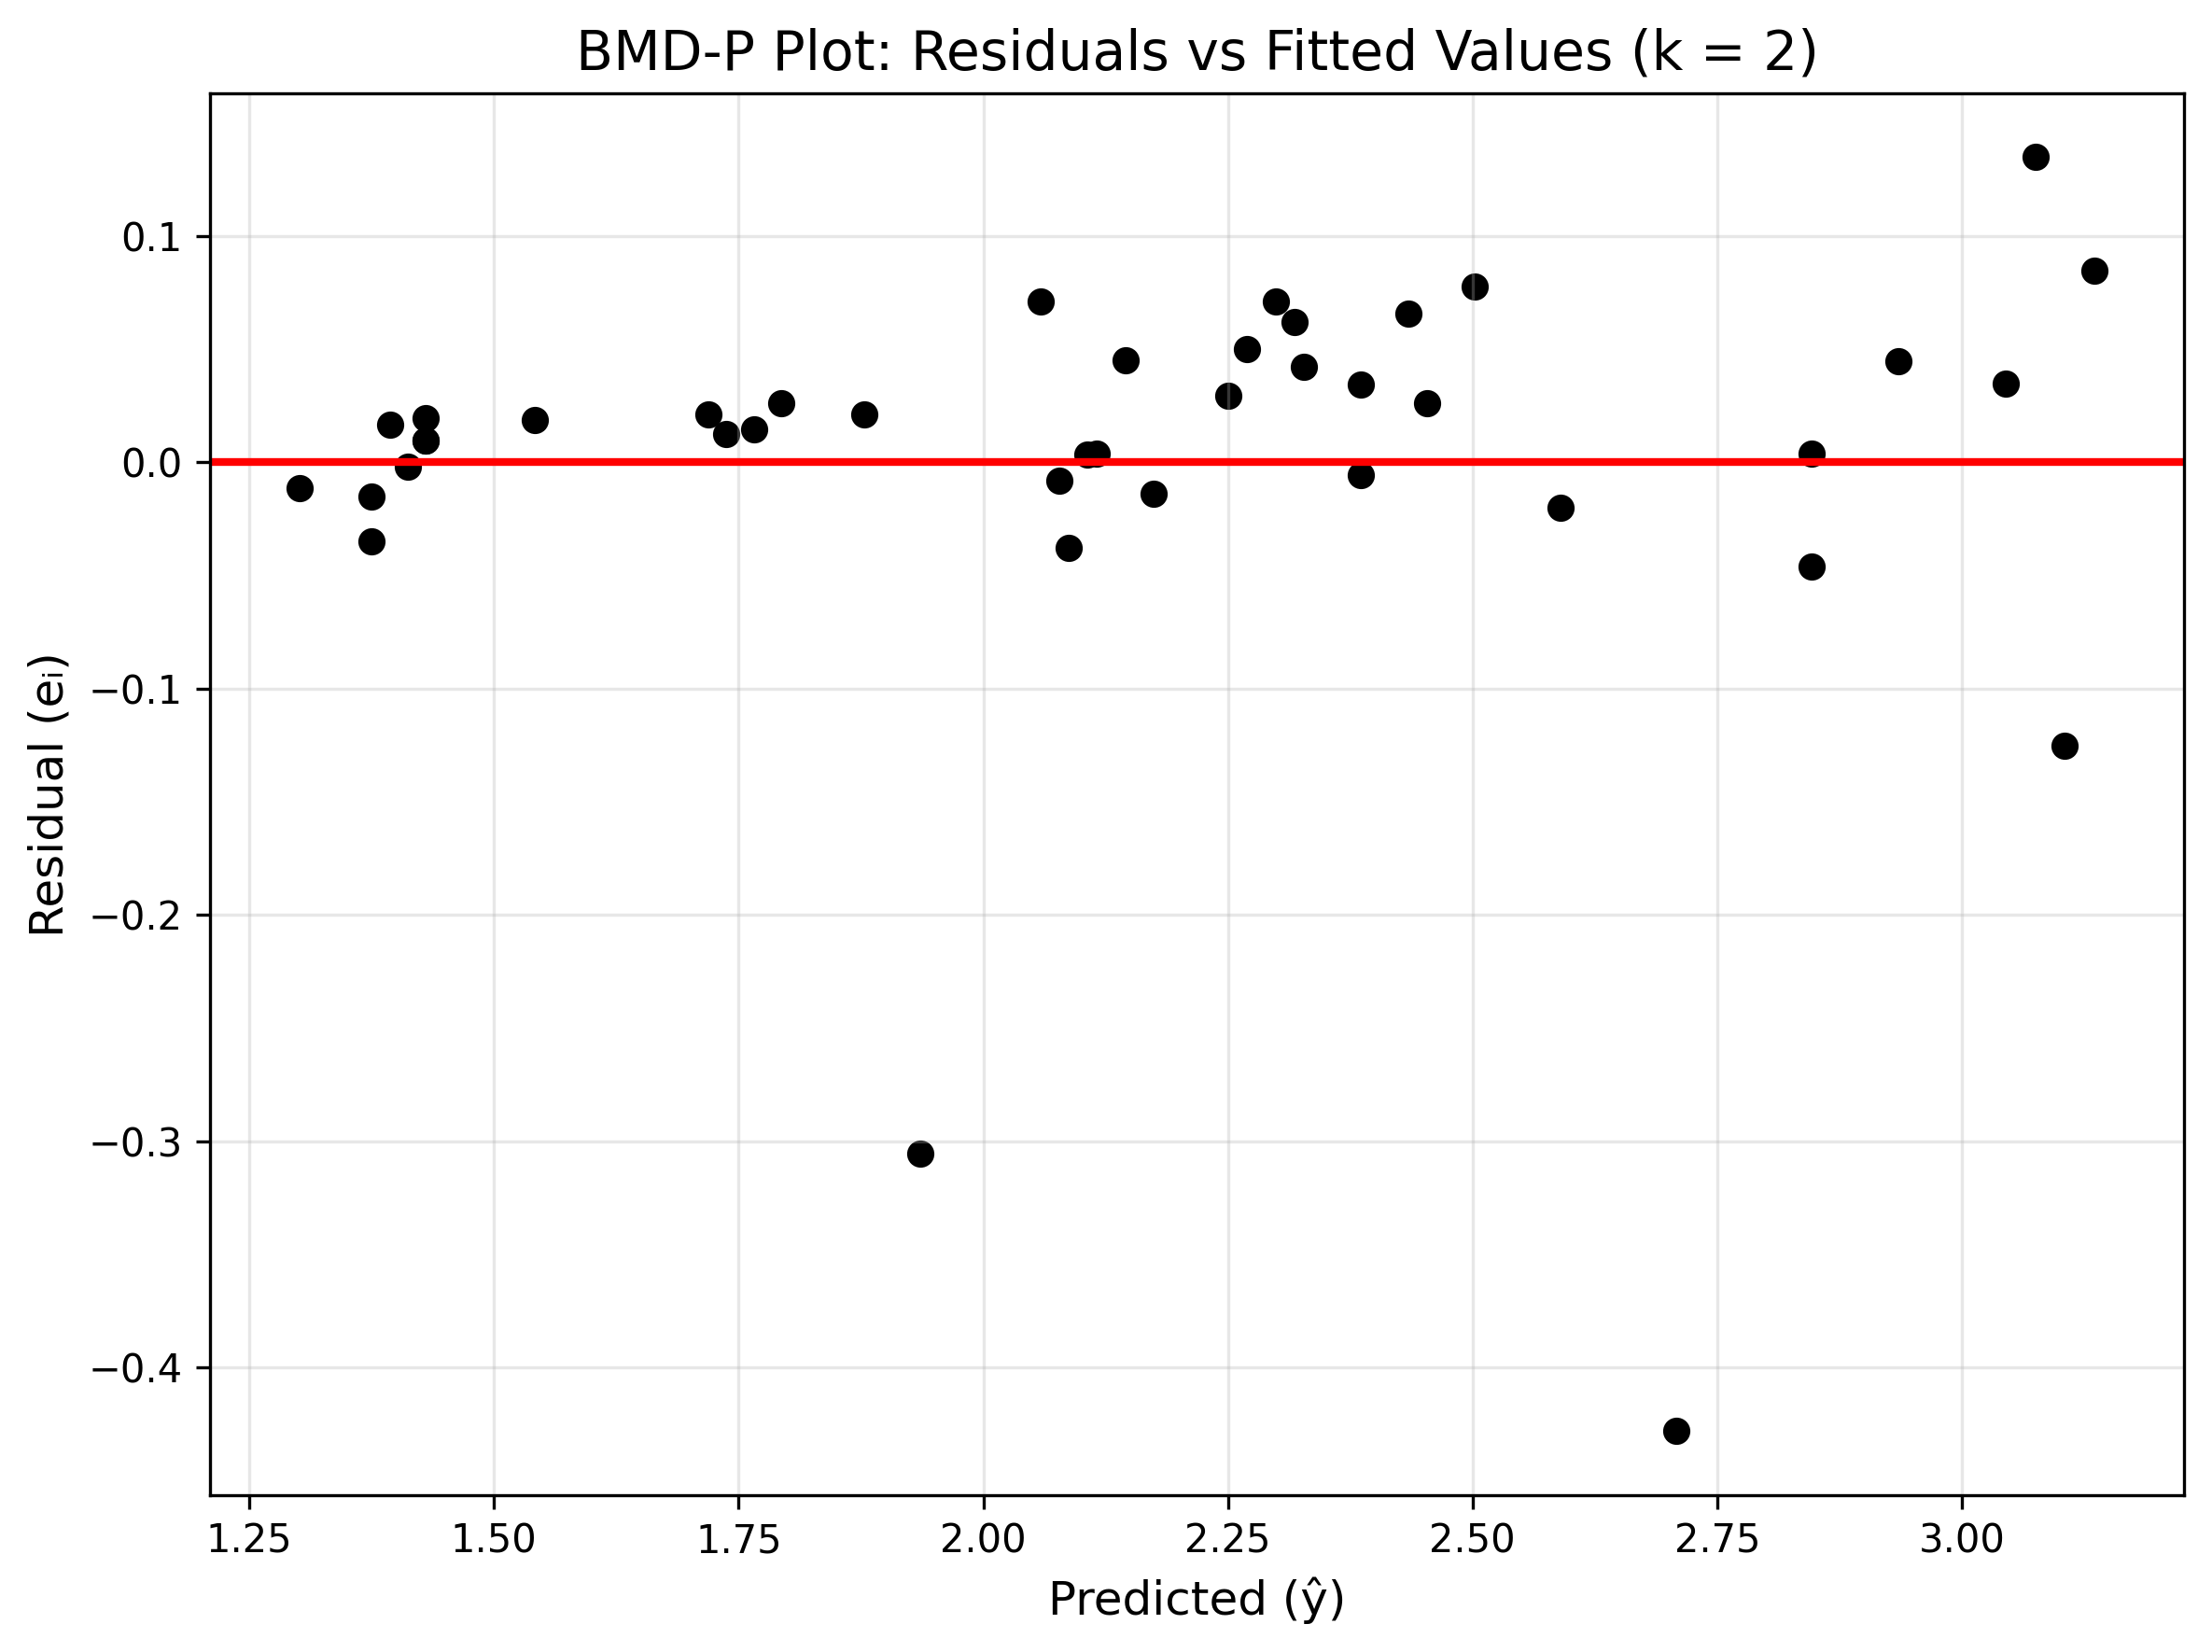 BMD-P Plot: Residuals vs Fitted Values (k = 2)
Residual (eᵢ)
0.1
0.0
−0.1
−0.2
−0.3
−0.4
1.25 1.50 1.75 2.00 2.25 2.50 2.75 3.00
Predicted (ŷ)